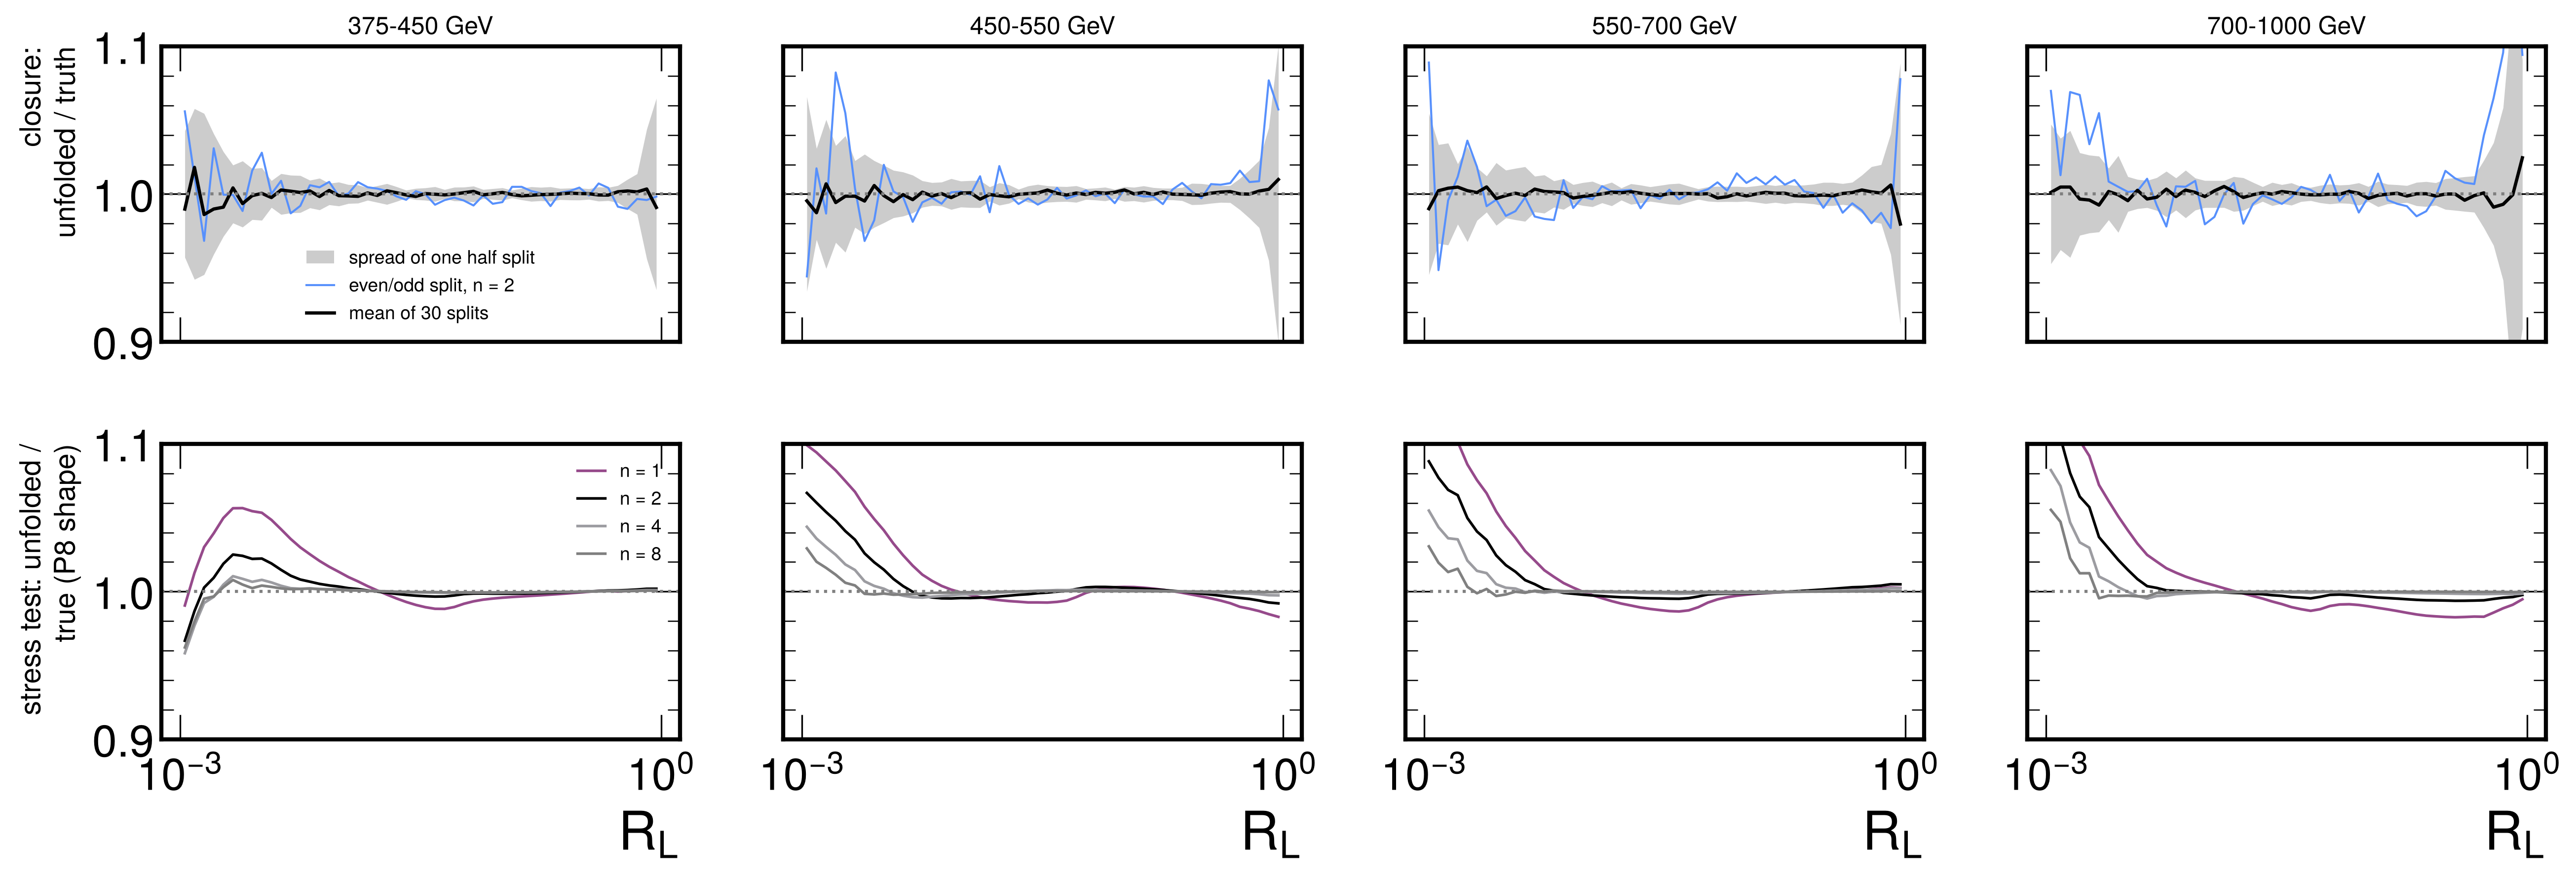 375-450 GeV
450-550 GeV
550-700 GeV
700-1000 GeV
closure:
unfolded / truth
1.1
1.0
0.9
spread of one half split
even/odd split, n = 2
mean of 30 splits
stress test: unfolded /
true (P8 shape)
1.1
1.0
0.9
n = 1
n = 2
n = 4
n = 8
10⁻³ 10⁰
10⁻³ 10⁰
10⁻³ 10⁰
10⁻³ 10⁰
R_L
R_L
R_L
R_L